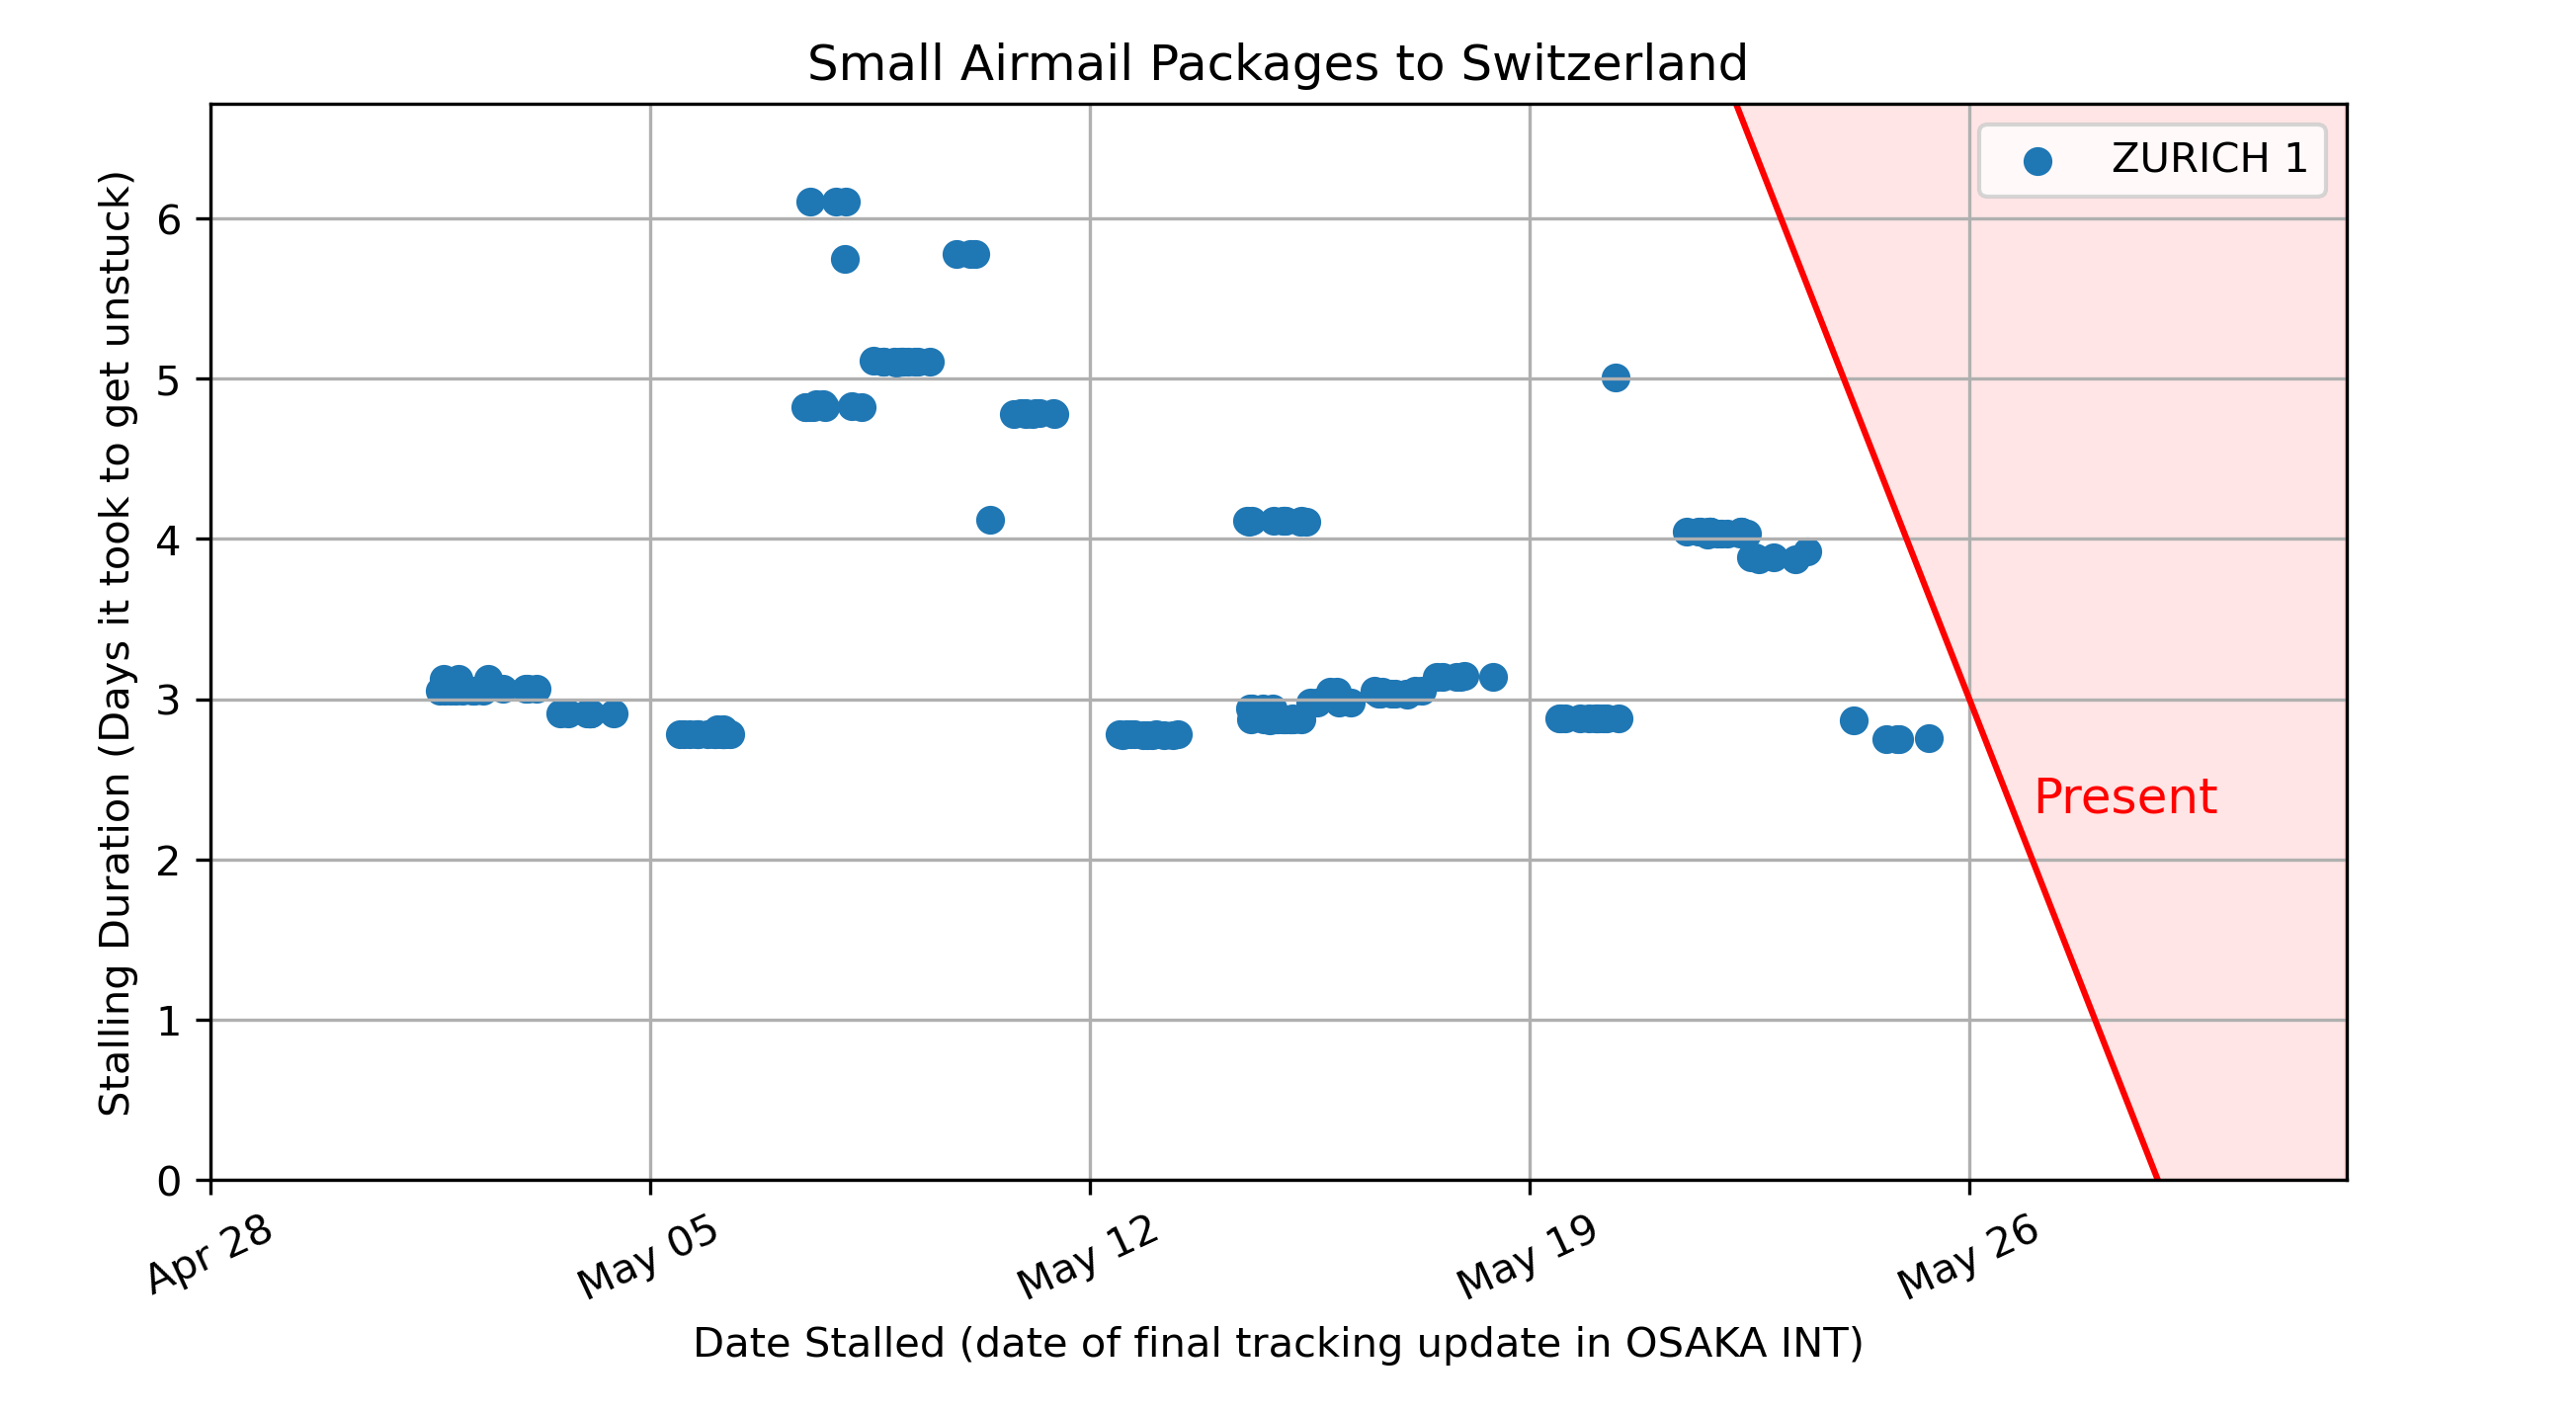 Small Airmail Packages to Switzerland
ZURICH 1
Stalling Duration (Days it took to get unstuck)
6
5
4
3
2
1
0
Present
Apr 28
May 05
May 12
May 19
May 26
Date Stalled (date of final tracking update in OSAKA INT)